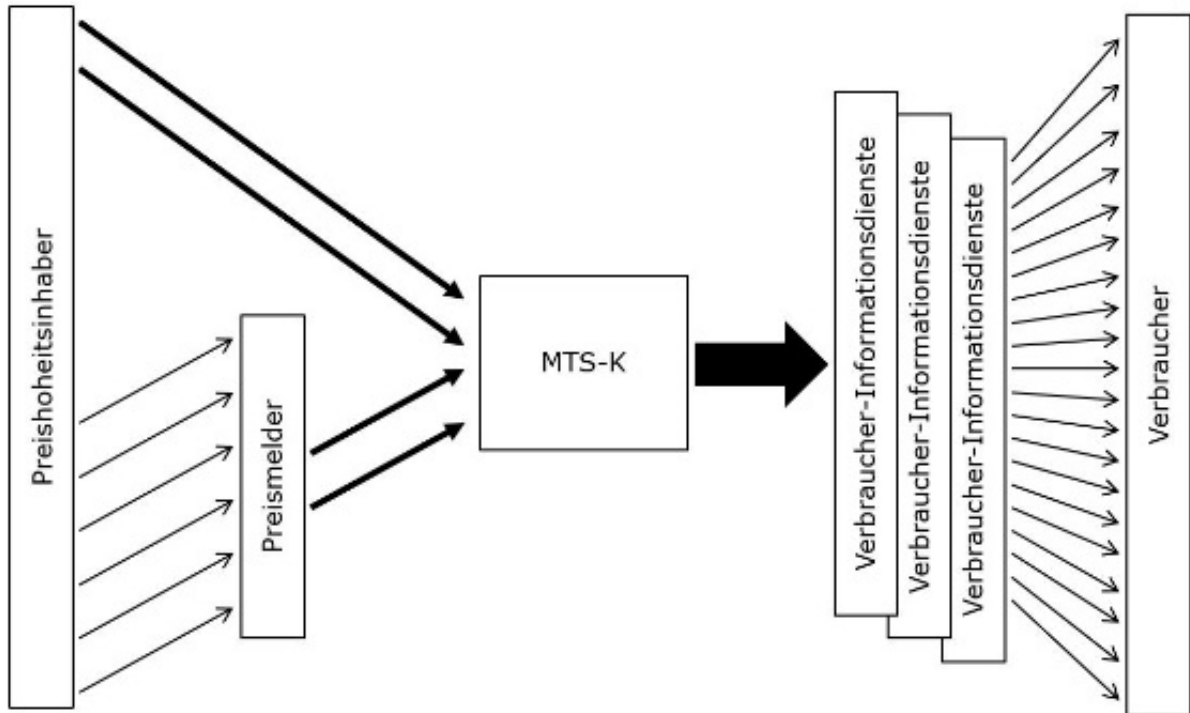 Preishoheitsinhaber
Preismelder
MTS-K
Verbraucher-Informationsdienste
Verbraucher-Informationsdienste
Verbraucher-Informationsdienste
Verbraucher